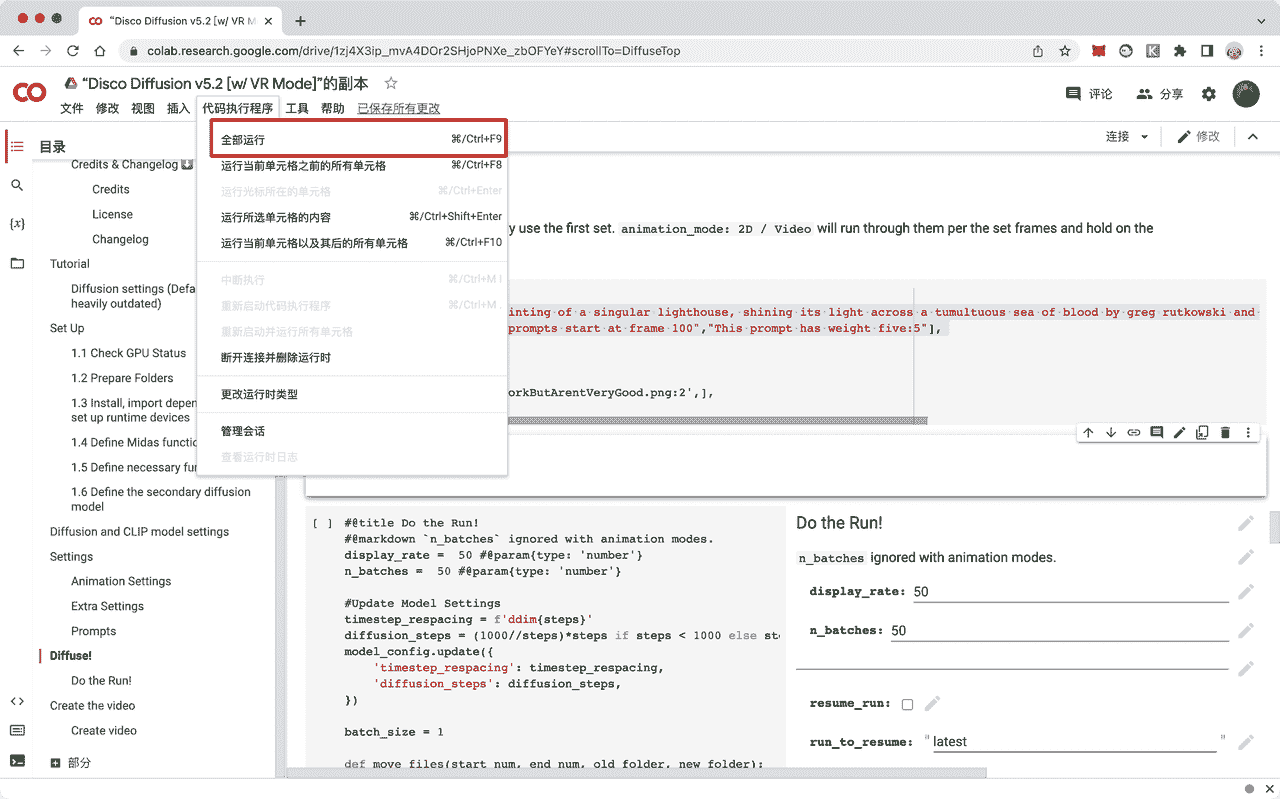 "Disco Diffusion v5.2 [w/ VR M
colab.research.google.com/drive/1zj4X3ip_mvA4DOr2SHjoPNXe_zbOFYeY#scrollTo=DiffuseTop
"Disco Diffusion v5.2 [w/ VR Mode]"的副本
文件 修改 视图 插入 代码执行程序 工具 帮助 已保存所有更改
评论 分享
连接 修改
目录
Credits & Changelog
Credits
License
Changelog
Tutorial
Diffusion settings (Defa
heavily outdated)
Set Up
1.1 Check GPU Status
1.2 Prepare Folders
1.3 Install, import depen
set up runtime devices
1.4 Define Midas functio
1.5 Define necessary fun
1.6 Define the secondary diffusion
model
Diffusion and CLIP model settings
Settings
Animation Settings
Extra Settings
Prompts
Diffuse!
Do the Run!
Create the video
Create video
部分
全部运行 ⌘/Ctrl+F9
运行当前单元格之前的所有单元格 ⌘/Ctrl+F8
运行光标所在的单元格 ⌘/Ctrl+Enter
运行所选单元格的内容 ⌘/Ctrl+Shift+Enter
运行当前单元格以及其后的所有单元格 ⌘/Ctrl+F10
中断执行 ⌘/Ctrl+M I
重新启动代码执行程序 ⌘/Ctrl+M .
重新启动并运行所有单元格
断开连接并删除运行时
更改运行时类型
管理会话
查看运行时日志
y use the first set. animation_mode: 2D / Video will run through them per the set frames and hold on the
inting of a singular lighthouse, shining its light across a tumultuous sea of blood by greg rutkowski and
prompts start at frame 100","This prompt has weight five:5"],
orkButArentVeryGood.png:2',],
[ ] #@title Do the Run!
#@markdown `n_batches` ignored with animation modes.
display_rate = 50 #@param{type: 'number'}
n_batches = 50 #@param{type: 'number'}
#Update Model Settings
timestep_respacing = f'ddim{steps}'
diffusion_steps = (1000//steps)*steps if steps < 1000 else ste
model_config.update({
'timestep_respacing': timestep_respacing,
'diffusion_steps': diffusion_steps,
})
batch_size = 1
def move_files(start_num, end_num, old_folder, new_folder):
Do the Run!
n_batches ignored with animation modes.
display_rate: 50
n_batches: 50
resume_run:
run_to_resume: "latest"